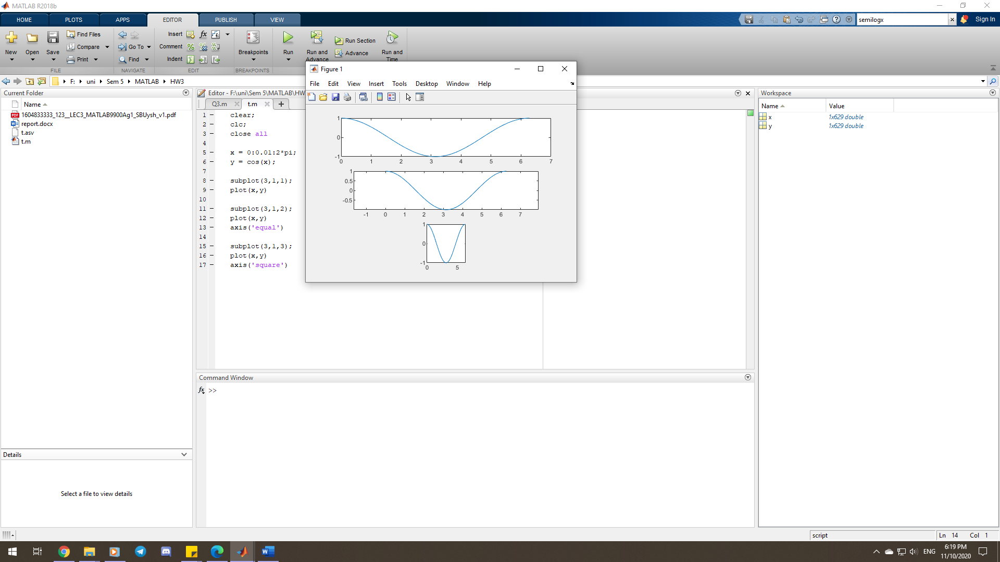 MATLAB R2018b
HOME PLOTS APPS EDITOR PUBLISH VIEW
semilogx
Sign In
New Open Save
Find Files
Compare
Print
FILE
Go To
Find
NAVIGATE
Insert fx
Comment
Indent
EDIT
Breakpoints
BREAKPOINTS
Run
Run and Advance
Run Section
Advance
Run and Time
F: uni Sem 5 MATLAB HW3
Current Folder
Name
1604833333_123__LEC3_MATLAB9900Ag1_SBUysh_v1.pdf
report.docx
t.asv
t.m
Details
Select a file to view details
Editor - F:\uni\Sem 5\MATLAB\HW
Q3.m t.m
1 clear;
2 clc;
3 close all
4
5 x = 0:0.01:2*pi;
6 y = cos(x);
7
8 subplot(3,1,1);
9 plot(x,y)
10
11 subplot(3,1,2);
12 plot(x,y)
13 axis('equal')
14
15 subplot(3,1,3);
16 plot(x,y)
17 axis('square')
Figure 1
File Edit View Insert Tools Desktop Window Help
1
0
-1
0 1 2 3 4 5 6 7
1
0.5
0
-0.5
-1 0 1 2 3 4 5 6 7
1
0
-1
0 5
Command Window
fx >>
Workspace
Name Value
x 1x629 double
y 1x629 double
script
Ln 14 Col 1
ENG
6:19 PM
11/10/2020